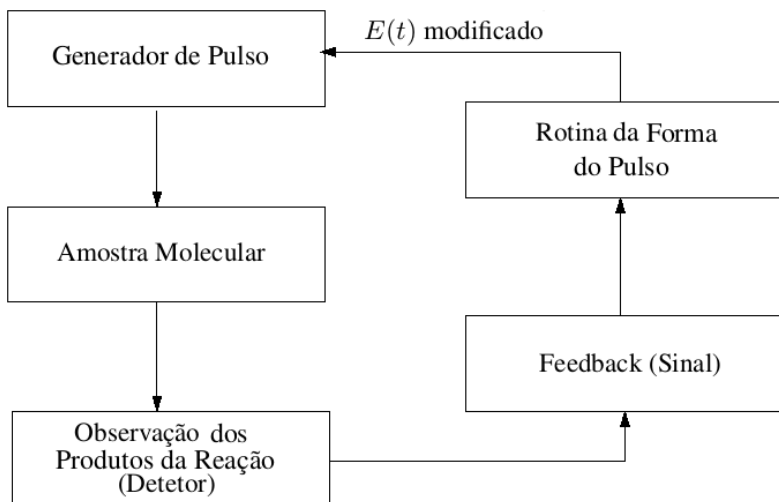 Generador de Pulso
E(t) modificado
Rotina da Forma
do Pulso
Amostra Molecular
Feedback (Sinal)
Observação dos
Produtos da Reação
(Detetor)